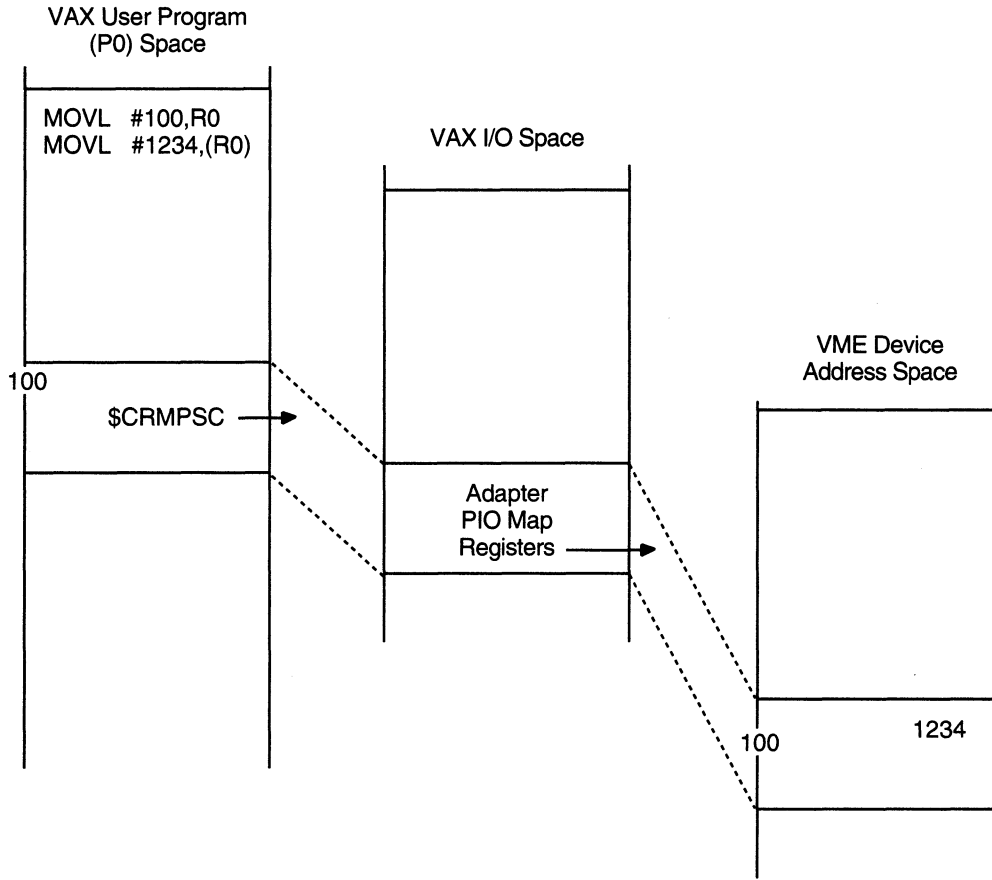 VAX User Program
(P0) Space
MOVL #100,R0
MOVL #1234,(R0)
100
$CRMPSC
VAX I/O Space
Adapter
PIO Map
Registers
VME Device
Address Space
100
1234